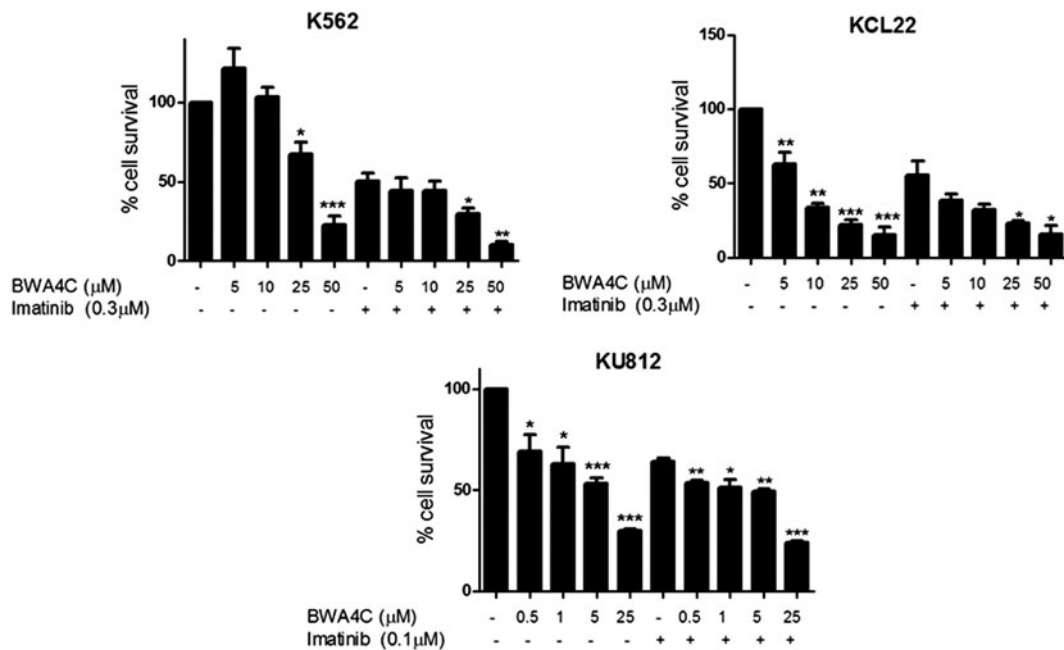 K562
% cell survival
100
50
0
*
***
*
**
BWA4C (μM) - 5 10 25 50 - 5 10 25 50
Imatinib (0.3μM) - - - - - + + + + +
KCL22
% cell survival
150
100
50
0
**
**
***
***
*
*
BWA4C (μM) - 5 10 25 50 - 5 10 25 50
Imatinib (0.3μM) - - - - - + + + + +
KU812
% cell survival
100
50
0
*
*
***
***
**
*
**
***
BWA4C (μM) - 0.5 1 5 25 - 0.5 1 5 25
Imatinib (0.1μM) - - - - - + + + + +